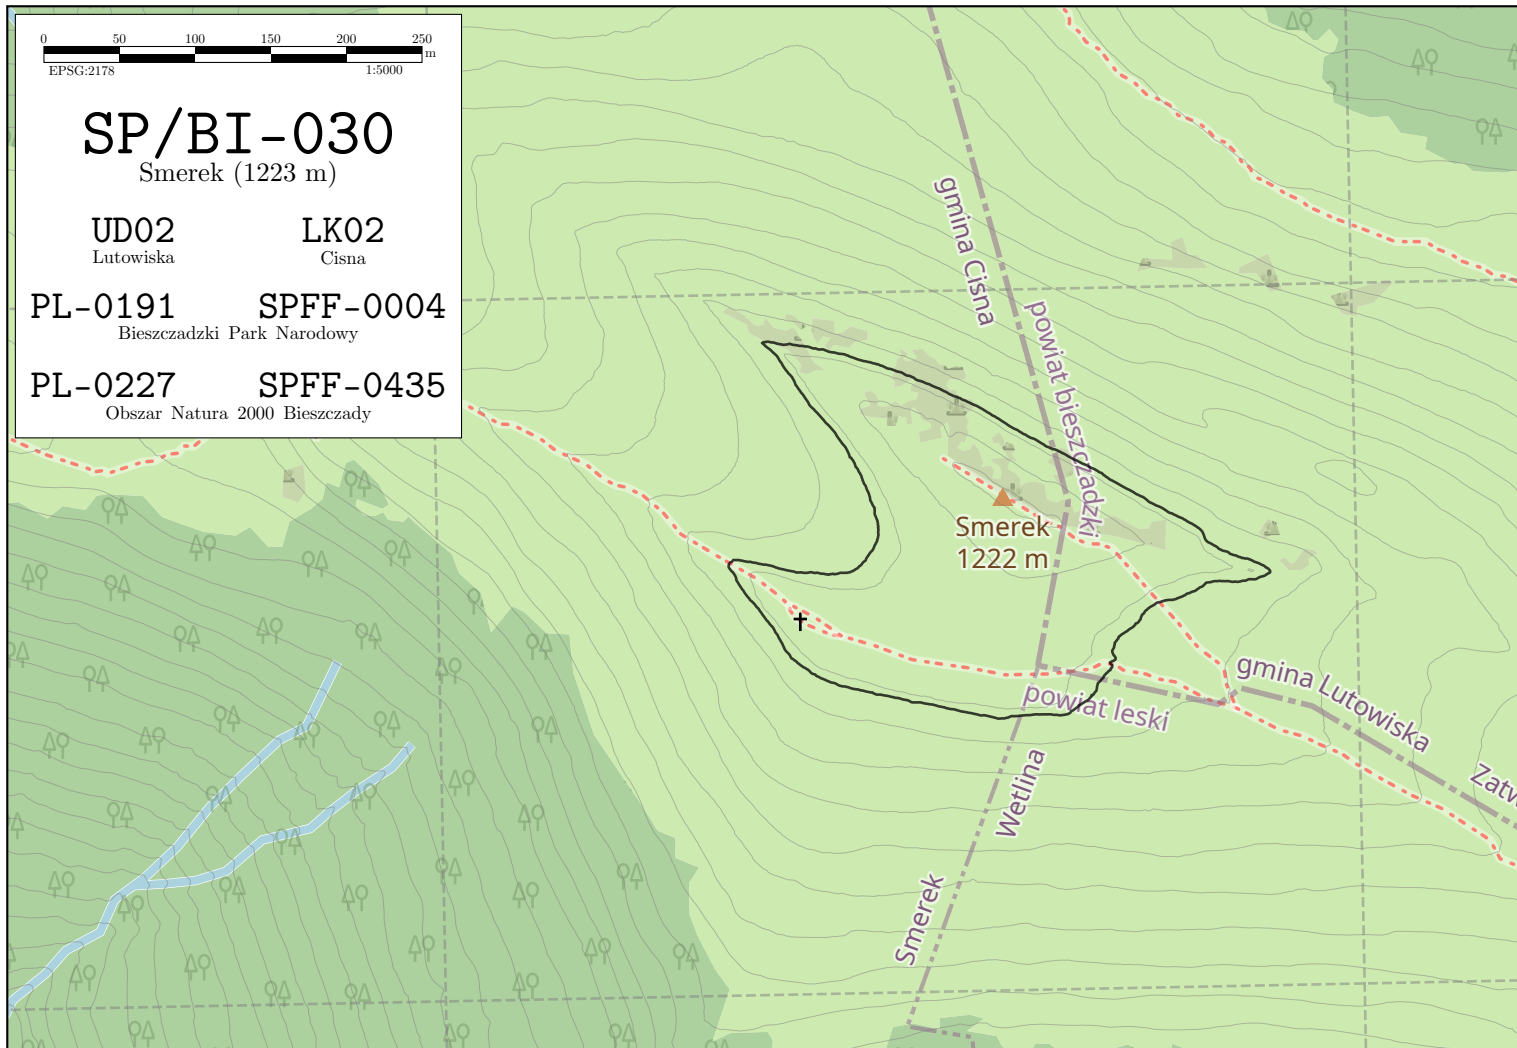 0 50 100 150 200 250
m
EPSG:2178 1:5000
SP/BI-030
Smerek (1223 m)
UD02 LK02
Lutowiska Cisna
PL-0191 SPFF-0004
Bieszczadzki Park Narodowy
PL-0227 SPFF-0435
Obszar Natura 2000 Bieszczady
gmina Cisna
powiat bieszczadzki
Smerek
1222 m
gmina Lutowiska
powiat leski
Wetlina
Smerek